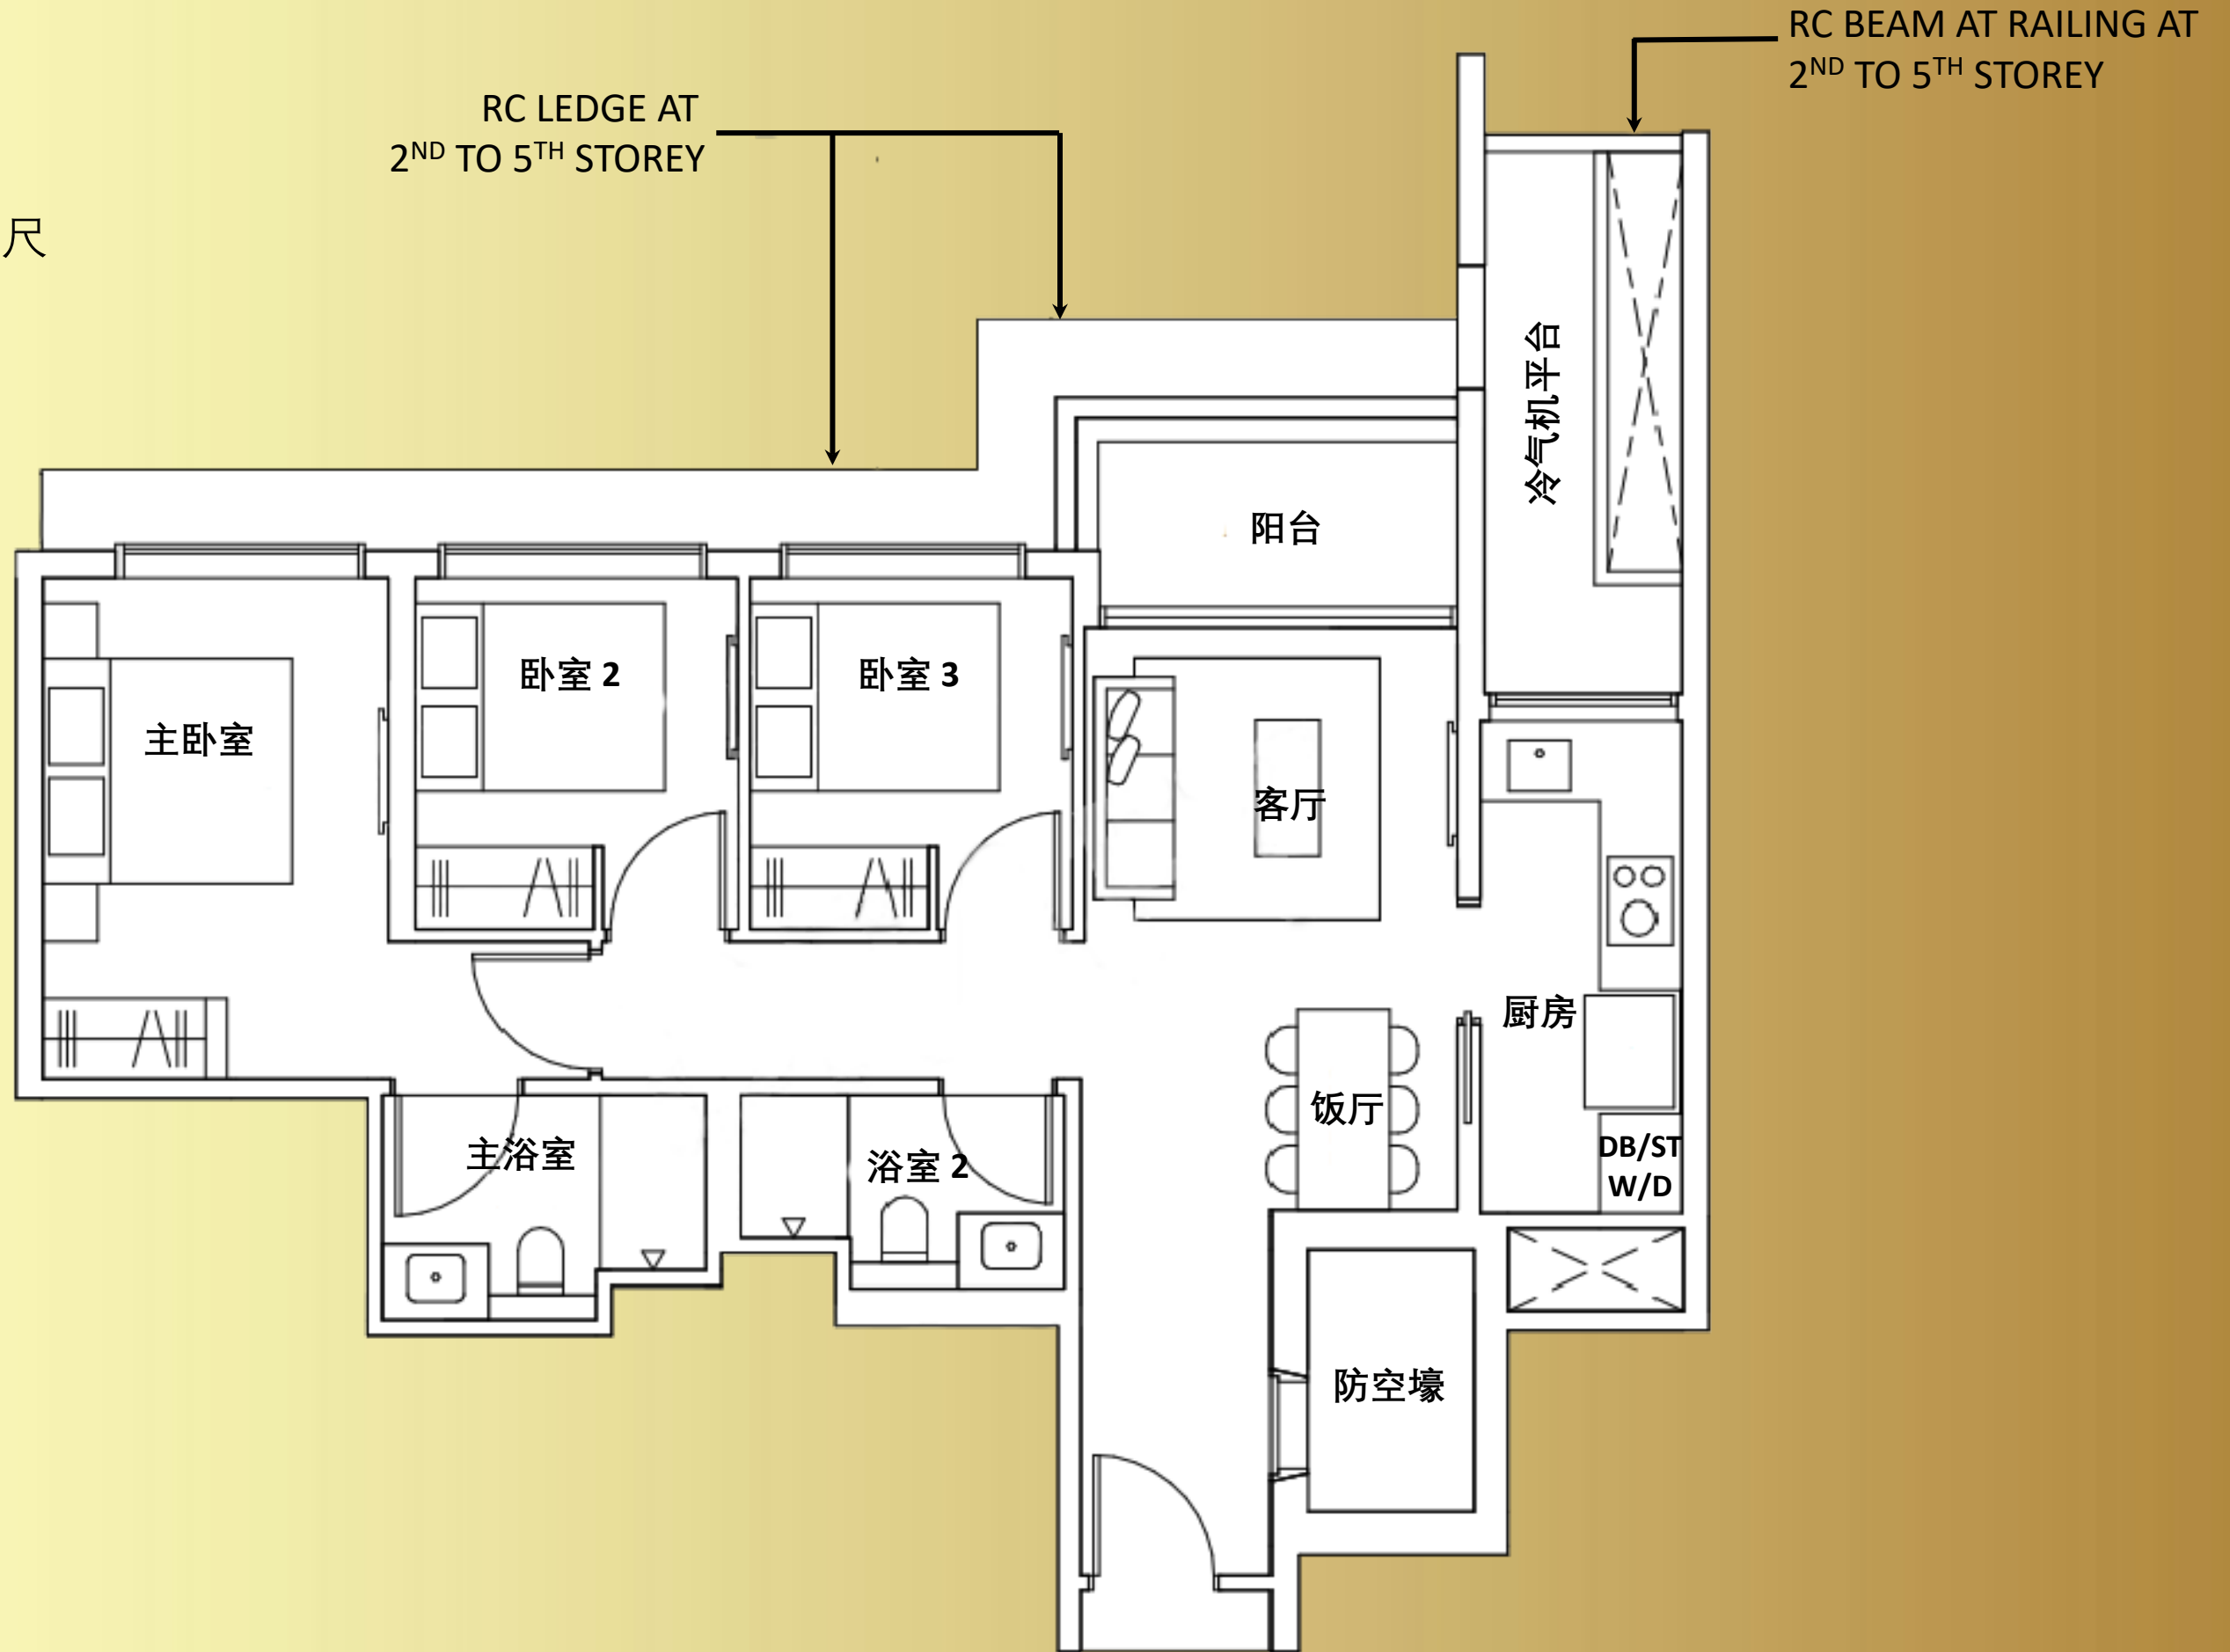 RC BEAM AT RAILING AT
2ND TO 5TH STOREY
RC LEDGE AT
2ND TO 5TH STOREY
尺
冷气机平台
阳台
卧室 2
卧室 3
主卧室
客厅
厨房
饭厅
DB/ST
W/D
主浴室
浴室 2
防空壕